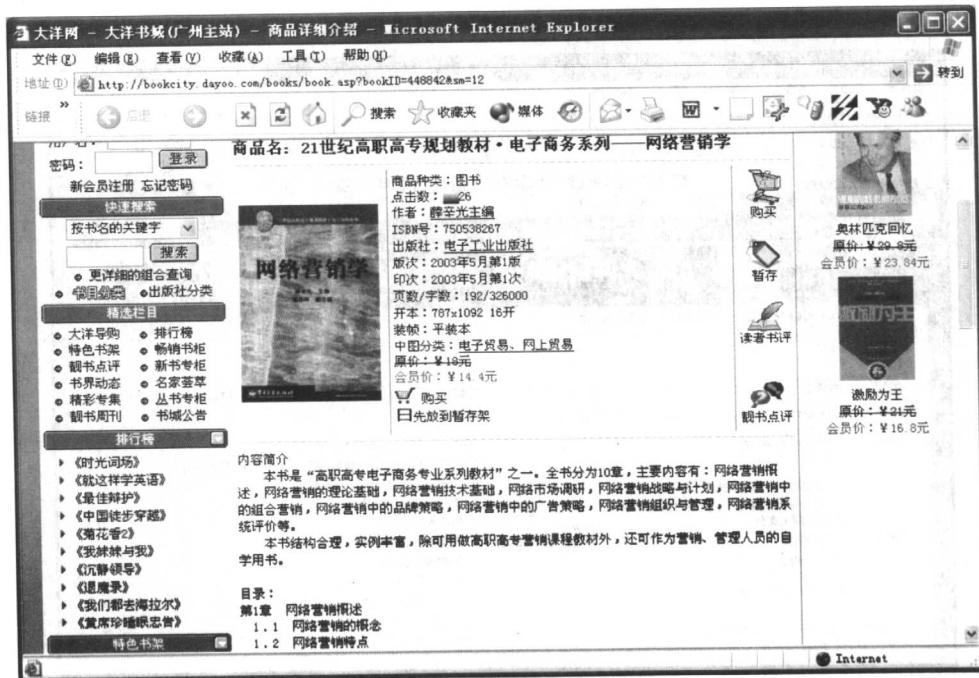 大洋网 - 大洋书城(广州主站) - 商品详细介绍 - Microsoft Internet Explorer
文件(F) 编辑(E) 查看(V) 收藏(A) 工具(T) 帮助(H)
地址(D) http://bookcity.dayoo.com/books/book.asp?bookID=448842&sm=12 转到
链接 » 后退 搜索 收藏夹 媒体
密码： 登录
新会员注册 忘记密码
快速搜索
按书名的关键字
搜索
更详细的组合查询
书目分类 出版社分类
精选栏目
大洋导购 排行榜
特色书架 畅销书柜
靓书点评 新书专柜
书界动态 名家荟萃
精彩专集 丛书专柜
靓书周刊 书城公告
排行榜
《时光词场》
《就这样学英语》
《最佳辩护》
《中国徒步穿越》
《菊花香2》
《我妹妹与我》
《沉静领导》
《退魔录》
《我们都去海拉尔》
《黄席珍睡眠忠告》
特色书架
商品名：21世纪高职高专规划教材·电子商务系列——网络营销学
网络营销学
商品种类：图书
点击数：26
作者：薛辛光主编
ISBN号：750538267
出版社：电子工业出版社
版次：2003年5月第1版
印次：2003年5月第1次
页数/字数：192/326000
开本：787x1092 16开
装帧：平装本
中图分类：电子贸易、网上贸易
原价：￥18元
会员价：￥14.4元
购买
先放到暂存架
购买
暂存
读者书评
靓书点评
内容简介
本书是“高职高专电子商务专业系列教材”之一。全书分为10章，主要内容有：网络营销概
述，网络营销的理论基础，网络营销技术基础，网络市场调研，网络营销战略与计划，网络营销中
的组合营销，网络营销中的品牌策略，网络营销中的广告策略，网络营销组织与管理，网络营销系
统评价等。
本书结构合理，实例丰富，除可用做高职高专营销课程教材外，还可作为营销、管理人员的自
学用书。
目录：
第1章 网络营销概述
1.1 网络营销的概念
1.2 网络营销特点
奥林匹克回忆
原价：￥29.8元
会员价：￥23.84元
激励为王
激励为王
原价：￥21元
会员价：￥16.8元
Internet